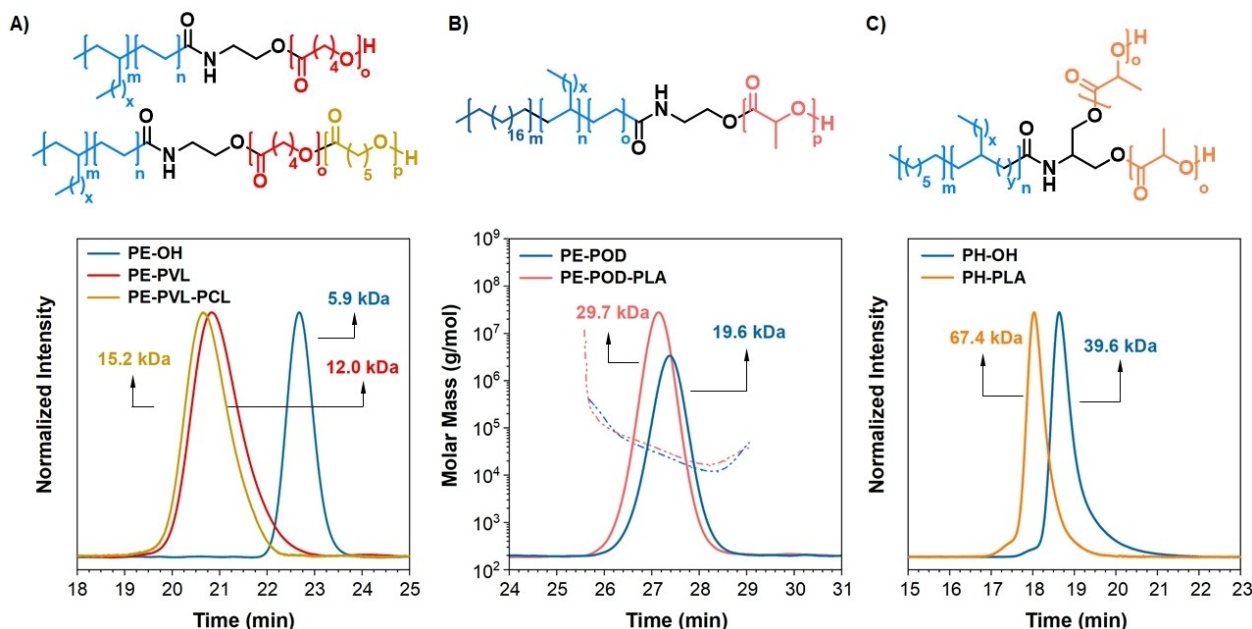 A)
O
N
H
O
O
4
O
H
o
m
n
x
O
N
H
O
O
4
O
o
O
5
O
H
p
m
n
x
B)
x
16
m
n
o
O
N
H
O
O
O
H
p
C)
O
H
o
O
O
x
5
m
y
n
O
N
H
O
O
O
H
o
PE-OH
PE-PVL
PE-PVL-PCL
5.9 kDa
15.2 kDa
12.0 kDa
Normalized Intensity
18 19 20 21 22 23 24 25
Time (min)
PE-POD
PE-POD-PLA
29.7 kDa
19.6 kDa
Molar Mass (g/mol)
10⁹
10⁸
10⁷
10⁶
10⁵
10⁴
10³
10²
24 25 26 27 28 29 30 31
Time (min)
PH-OH
PH-PLA
67.4 kDa
39.6 kDa
Normalized Intensity
15 16 17 18 19 20 21 22 23
Time (min)